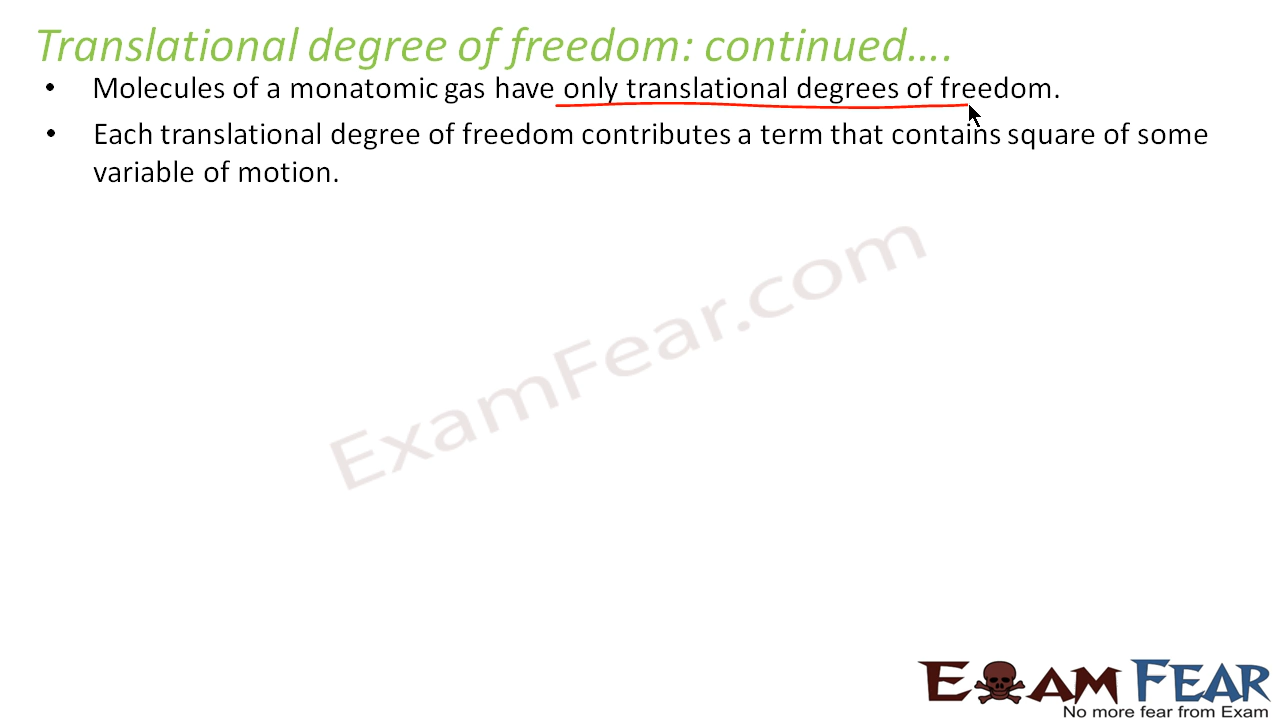 Translational degree of freedom: continued....
• Molecules of a monatomic gas have only translational degrees of freedom.
• Each translational degree of freedom contributes a term that contains square of some
variable of motion.
ExamFear.com
EXAM FEAR
No more fear from Exam